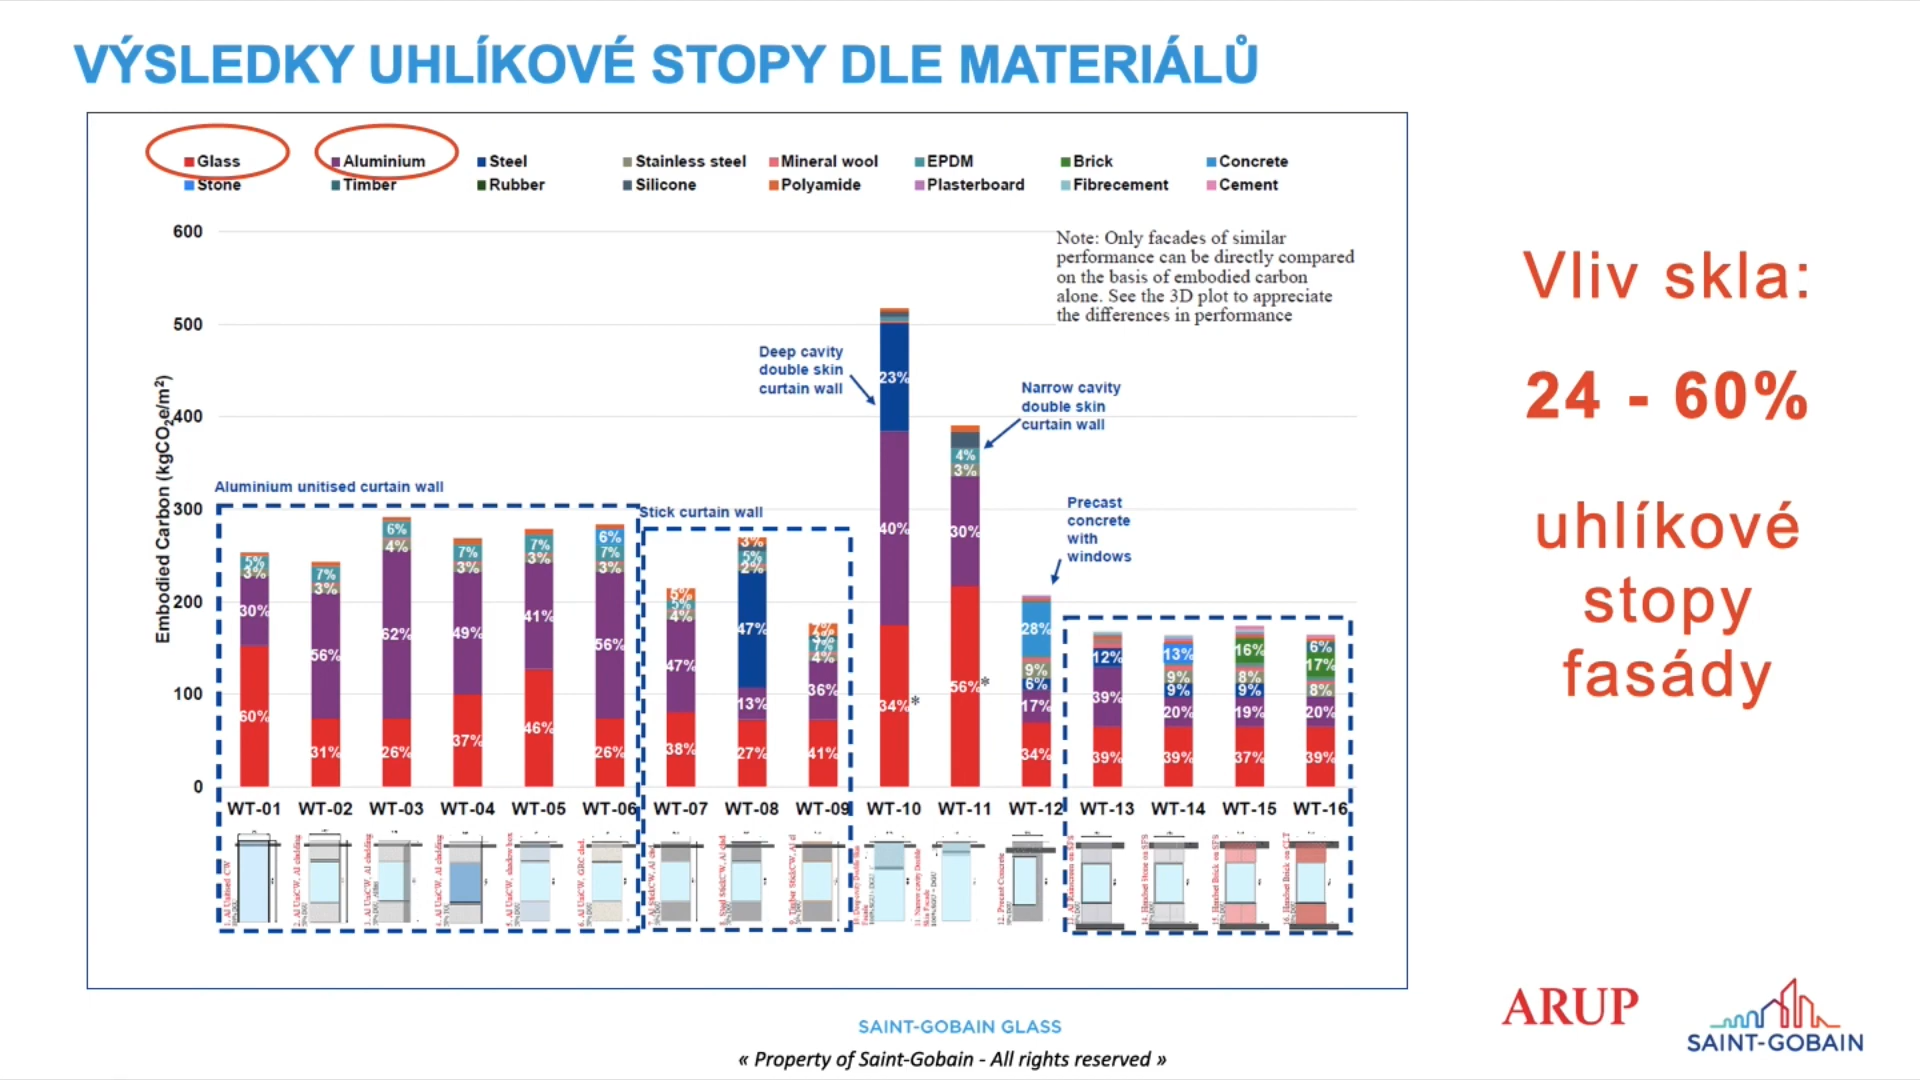 VÝSLEDKY UHLÍKOVÉ STOPY DLE MATERIÁLŮ
Glass Aluminium Steel Stainless steel Mineral wool EPDM Brick Concrete
Stone Timber Rubber Silicone Polyamide Plasterboard Fibrecement Cement
Note: Only facades of similar
performance can be directly compared
on the basis of embodied carbon
alone. See the 3D plot to appreciate
the differences in performance
Embodied Carbon (kgCO₂e/m²)
600
500
400
300
200
100
0
Aluminium unitised curtain wall
Stick curtain wall
Deep cavity
double skin
curtain wall
Narrow cavity
double skin
curtain wall
Precast
concrete
with
windows
5%
3%
30%
60%
7%
3%
56%
31%
6%
4%
62%
26%
7%
3%
49%
37%
7%
3%
41%
46%
6%
7%
3%
56%
26%
5%
5%
4%
47%
38%
3%
5%
2%
47%
13%
27%
7%
4%
36%
41%
23%
40%
34%*
4%
3%
30%
56%*
28%
9%
6%
17%
34%
12%
39%
39%
13%
9%
9%
20%
39%
16%
8%
9%
19%
37%
6%
17%
8%
20%
39%
WT-01 WT-02 WT-03 WT-04 WT-05 WT-06 WT-07 WT-08 WT-09 WT-10 WT-11 WT-12 WT-13 WT-14 WT-15 WT-16
Vliv skla:
24 - 60%
uhlíkové
stopy
fasády
ARUP
SAINT-GOBAIN
SAINT-GOBAIN GLASS
« Property of Saint-Gobain - All rights reserved »